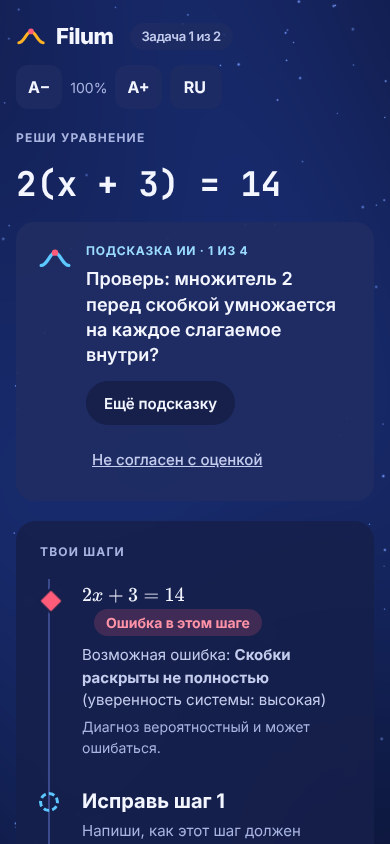 Filum
Задача 1 из 2
A−
100%
A+
RU
РЕШИ УРАВНЕНИЕ
2(x + 3) = 14
ПОДСКАЗКА ИИ · 1 ИЗ 4
Проверь: множитель 2
перед скобкой умножается
на каждое слагаемое
внутри?
Ещё подсказку
Не согласен с оценкой
ТВОИ ШАГИ
2x + 3 = 14
Ошибка в этом шаге
Возможная ошибка: Скобки
раскрыты не полностью
(уверенность системы: высокая)
Диагноз вероятностный и может
ошибаться.
Исправь шаг 1
Напиши, как этот шаг должен